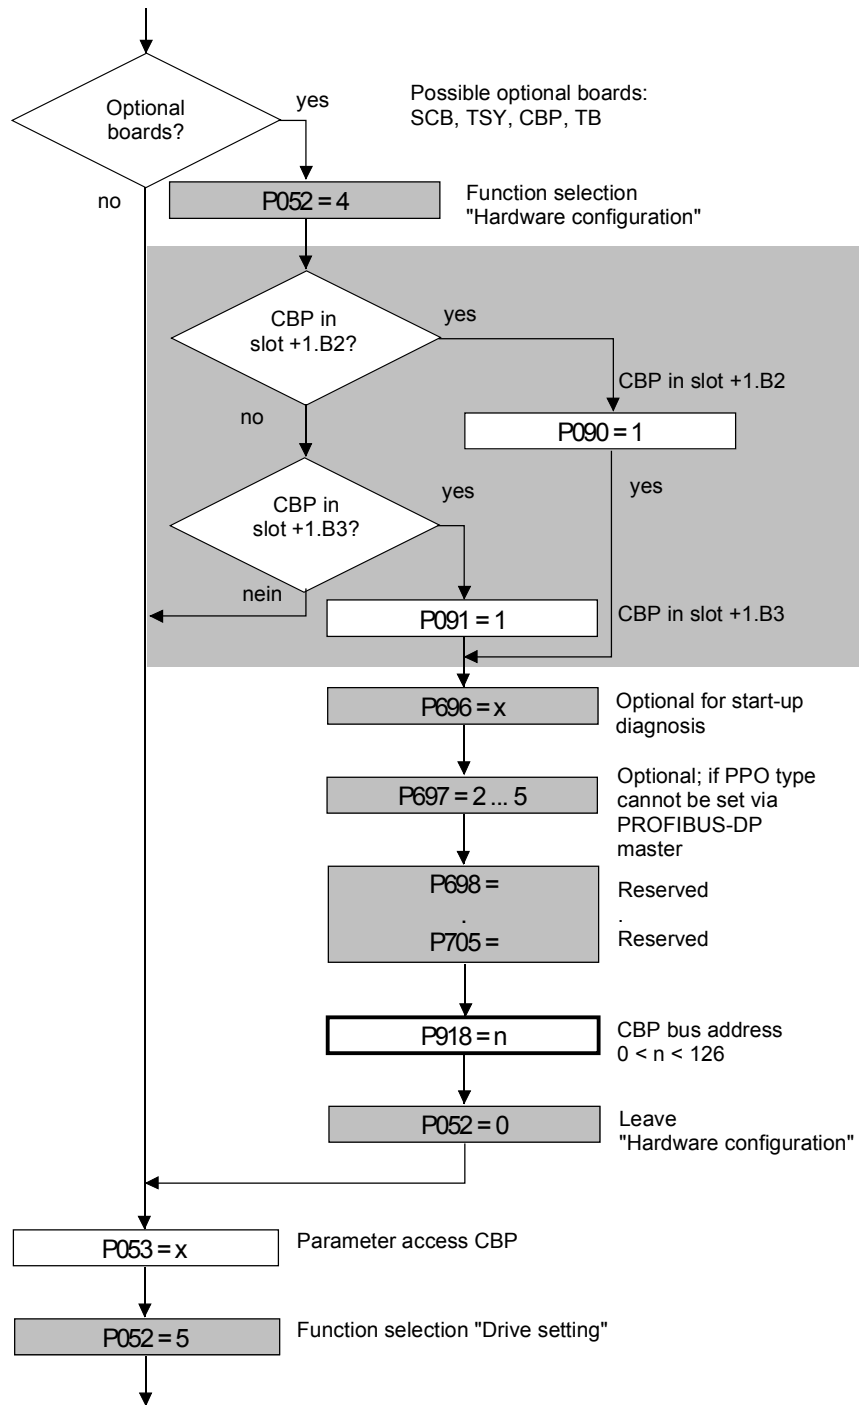 Optional
boards?
yes
Possible optional boards:
SCB, TSY, CBP, TB
no
P052 = 4
Function selection
"Hardware configuration"
CBP in
slot +1.B2?
yes
CBP in slot +1.B2
no
P090 = 1
CBP in
slot +1.B3?
yes
yes
nein
P091 = 1
CBP in slot +1.B3
P696 = x
Optional for start-up
diagnosis
P697 = 2 ... 5
Optional; if PPO type
cannot be set via
PROFIBUS-DP
master
P698 =
Reserved
.
.
P705 =
Reserved
P918 = n
CBP bus address
0 < n < 126
P052 = 0
Leave
"Hardware configuration"
P053 = x
Parameter access CBP
P052 = 5
Function selection "Drive setting"